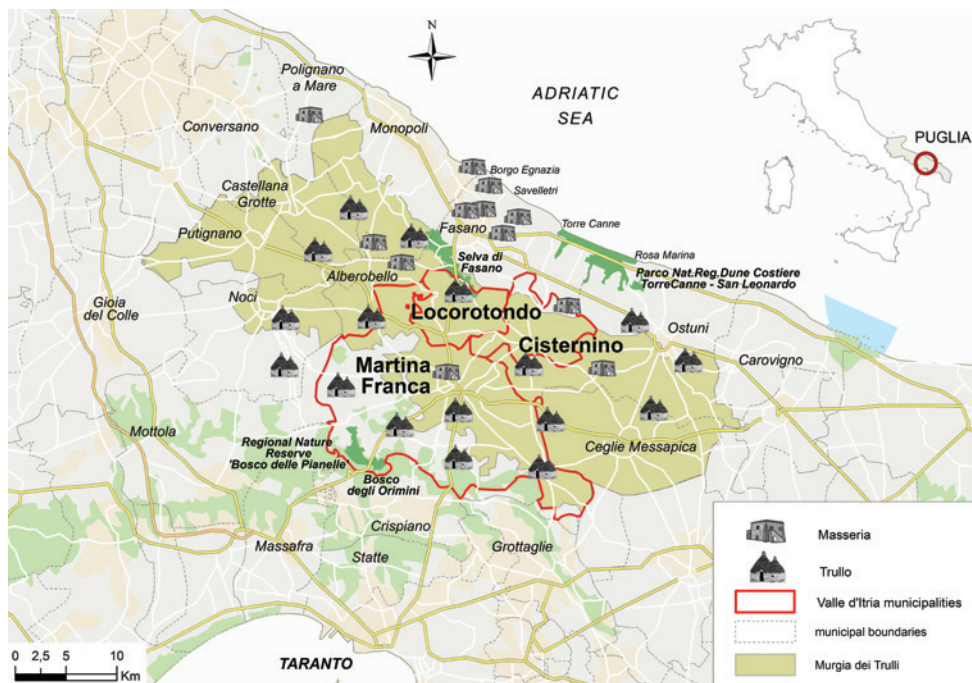 N
Polignano
a Mare
ADRIATIC
SEA
PUGLIA
Conversano
Monopoli
Borgo Egnazia
Savelletri
Castellana
Grotte
Putignano
Fasano
Torre Canne
Rosa Marina
Selva di
Fasano
Parco Nat.Reg.Dune Costiere
TorreCanne - San Leonardo
Alberobello
Noci
Gioia
del Colle
Locorotondo
Ostuni
Cisternino
Carovigno
Martina
Franca
Mottola
Regional Nature
Reserve
'Bosco delle Pianelle'
Ceglie Messapica
Bosco
degli Orimini
Crispiano
Massafra
Statte
Grottaglie
TARANTO
0 2,5 5 10
Km
Masseria
Trullo
Valle d'Itria municipalities
municipal boundaries
Murgia dei Trulli